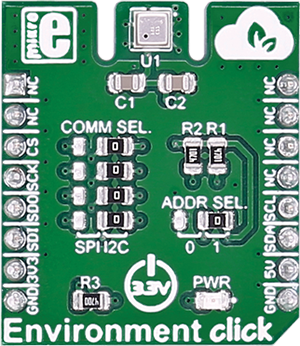 mikro e
U1
C1 C2
NC NC
NC NC
COMM SEL. R2 R1
CS NC
SCK NC
SDO SCL
ADDR SEL.
SDI SDA
SPI I2C 0 1
3V3 5V
GND GND
R3 3.3V PWR
Environment click